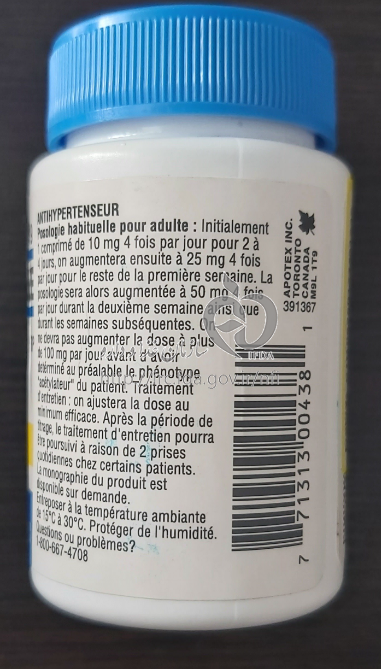 ANTIHYPERTENSEUR
Posologie habituelle pour adulte : Initialement
1 comprimé de 10 mg 4 fois par jour pour 2 à
4 jours, on augmentera ensuite à 25 mg 4 fois
par jour pour le reste de la première semaine. La
posologie sera alors augmentée à 50 mg 4 fois
par jour durant la deuxième semaine ainsi que
durant les semaines subséquentes. On
ne devra pas augmenter la dose à plus
de 100 mg par jour avant d'avoir
déterminé au préalable le phénotype
"acétylateur" du patient. Traitement
d'entretien : on ajustera la dose au
minimum efficace. Après la période de
titrage, le traitement d'entretien pourra
être poursuivi à raison de 2 prises
quotidiennes chez certains patients.
La monographie du produit est
disponible sur demande.
Entreposer à la température ambiante
de 15°C à 30°C. Protéger de l'humidité.
Questions ou problèmes?
1-800-667-4708
APOTEX INC.
TORONTO
CANADA
M9L 1T9
391367
7 71313 00438 1